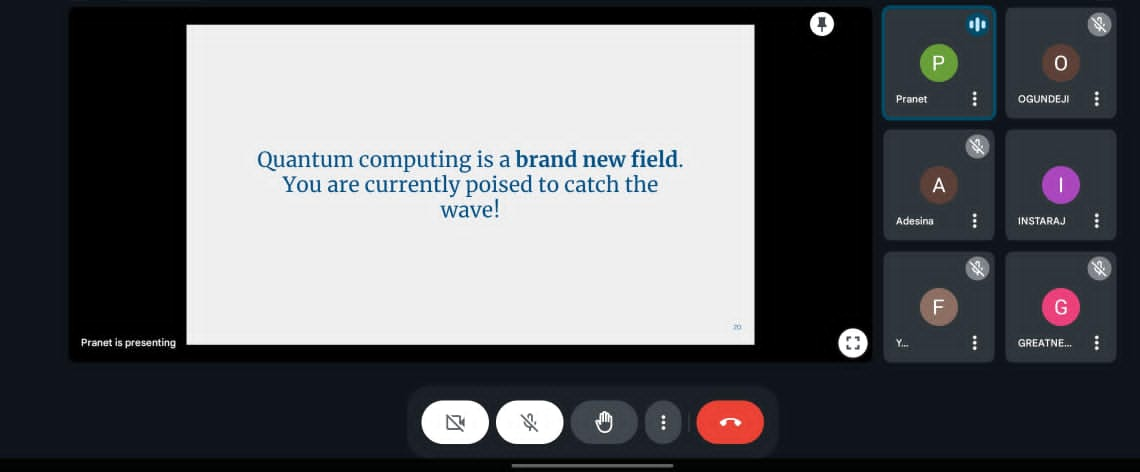 Quantum computing is a brand new field.
You are currently poised to catch the
wave!
20
Pranet is presenting
P
Pranet
O
OGUNDEJI
A
Adesina
I
INSTARAJ
F
Y...
G
GREATNE...